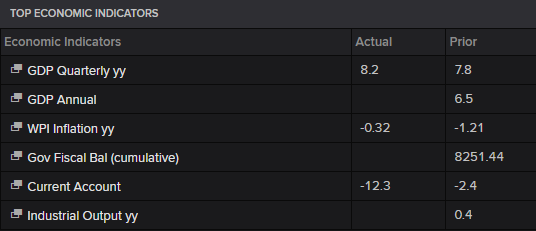 TOP ECONOMIC INDICATORS
Economic Indicators Actual Prior
GDP Quarterly yy 8.2 7.8
GDP Annual 6.5
WPI Inflation yy -0.32 -1.21
Gov Fiscal Bal (cumulative) 8251.44
Current Account -12.3 -2.4
Industrial Output yy 0.4